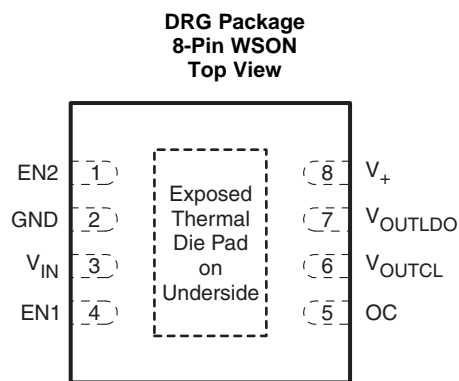 DRG Package
8-Pin WSON
Top View
EN2 1
GND 2
VIN 3
EN1 4
Exposed
Thermal
Die Pad
on
Underside
8 V+
7 VOUTLDO
6 VOUTCL
5 OC